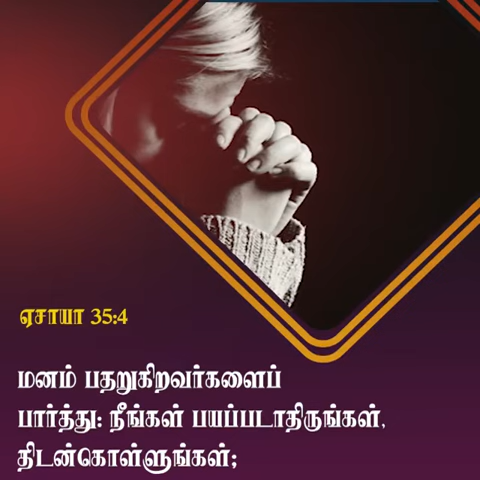 ஏசாயா 35:4
மனம் பதறுகிறவர்களைப்
பார்த்து: நீங்கள் பயப்படாதிருங்கள்,
திடன்கொள்ளுங்கள்;